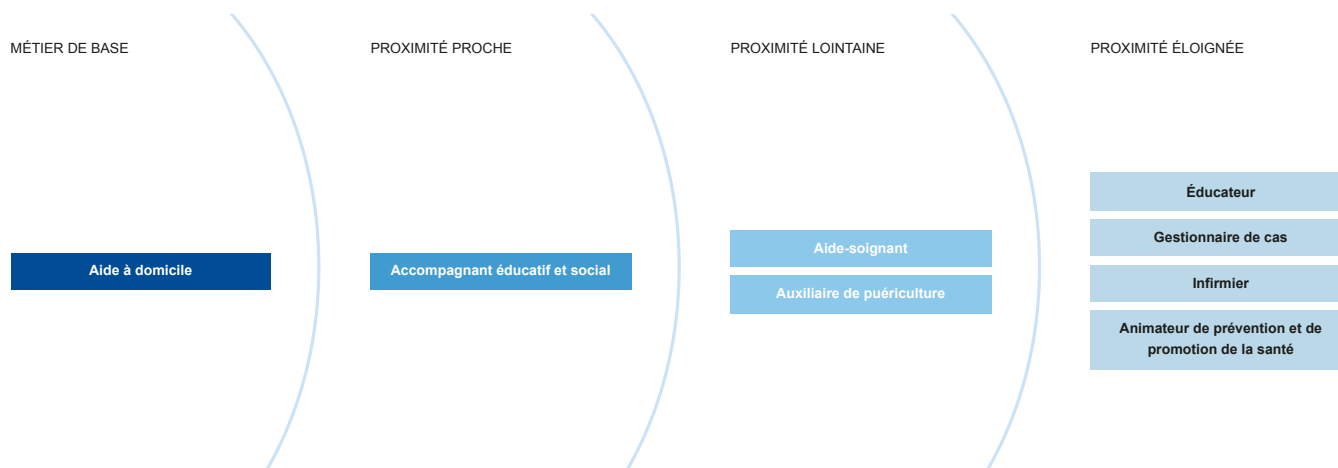 MÉTIER DE BASE
PROXIMITÉ PROCHE
PROXIMITÉ LOINTAINE
PROXIMITÉ ÉLOIGNÉE
Aide à domicile
Accompagnant éducatif et social
Aide-soignant
Auxiliaire de puériculture
Éducateur
Gestionnaire de cas
Infirmier
Animateur de prévention et de
promotion de la santé